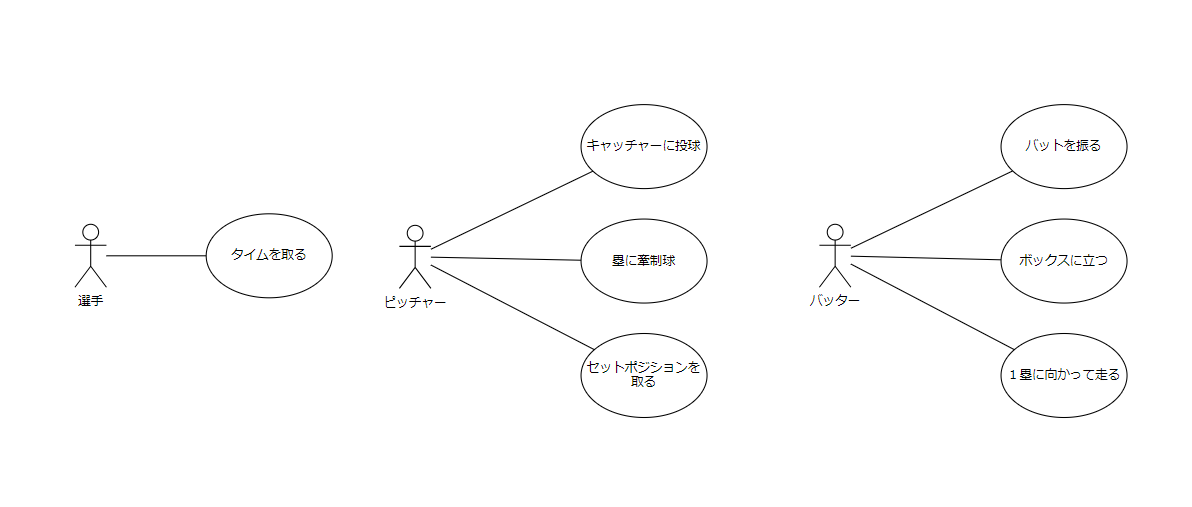 選手
タイムを取る
ピッチャー
キャッチャーに投球
塁に牽制球
セットポジションを
取る
バッター
バットを振る
ボックスに立つ
１塁に向かって走る